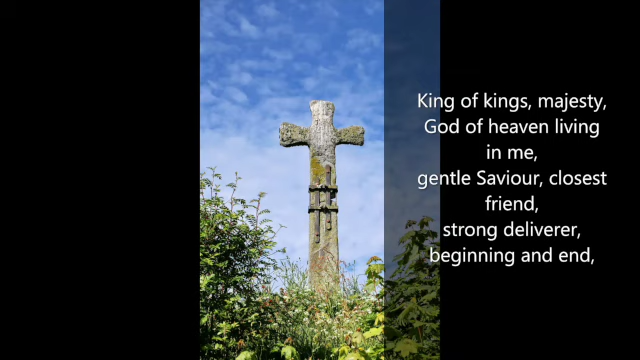 King of kings, majesty,
God of heaven living
in me,
gentle Saviour, closest
friend,
strong deliverer,
beginning and end,